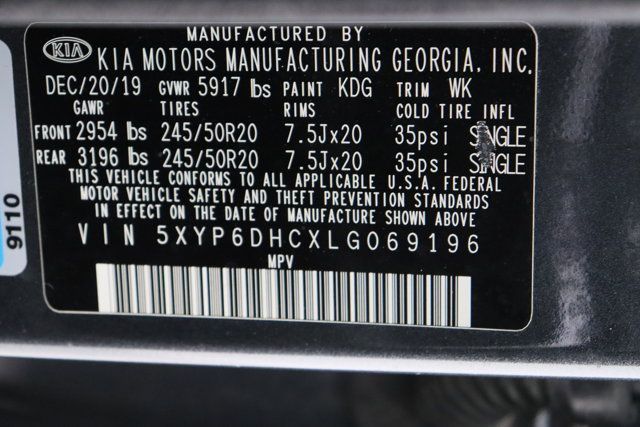 MANUFACTURED BY
KIA KIA MOTORS MANUFACTURING GEORGIA, INC.
DEC/20/19 GVWR 5917 lbs PAINT KDG TRIM WK
GAWR TIRES RIMS COLD TIRE INFL
FRONT 2954 lbs 245/50R20 7.5Jx20 35psi SINGLE
REAR 3196 lbs 245/50R20 7.5Jx20 35psi SINGLE
THIS VEHICLE CONFORMS TO ALL APPLICABLE U.S.A. FEDERAL
MOTOR VEHICLE SAFETY AND THEFT PREVENTION STANDARDS
IN EFFECT ON THE DATE OF MANUFACTURE SHOWN ABOVE
VIN 5XYP6DHCXLG069196
MPV
9110